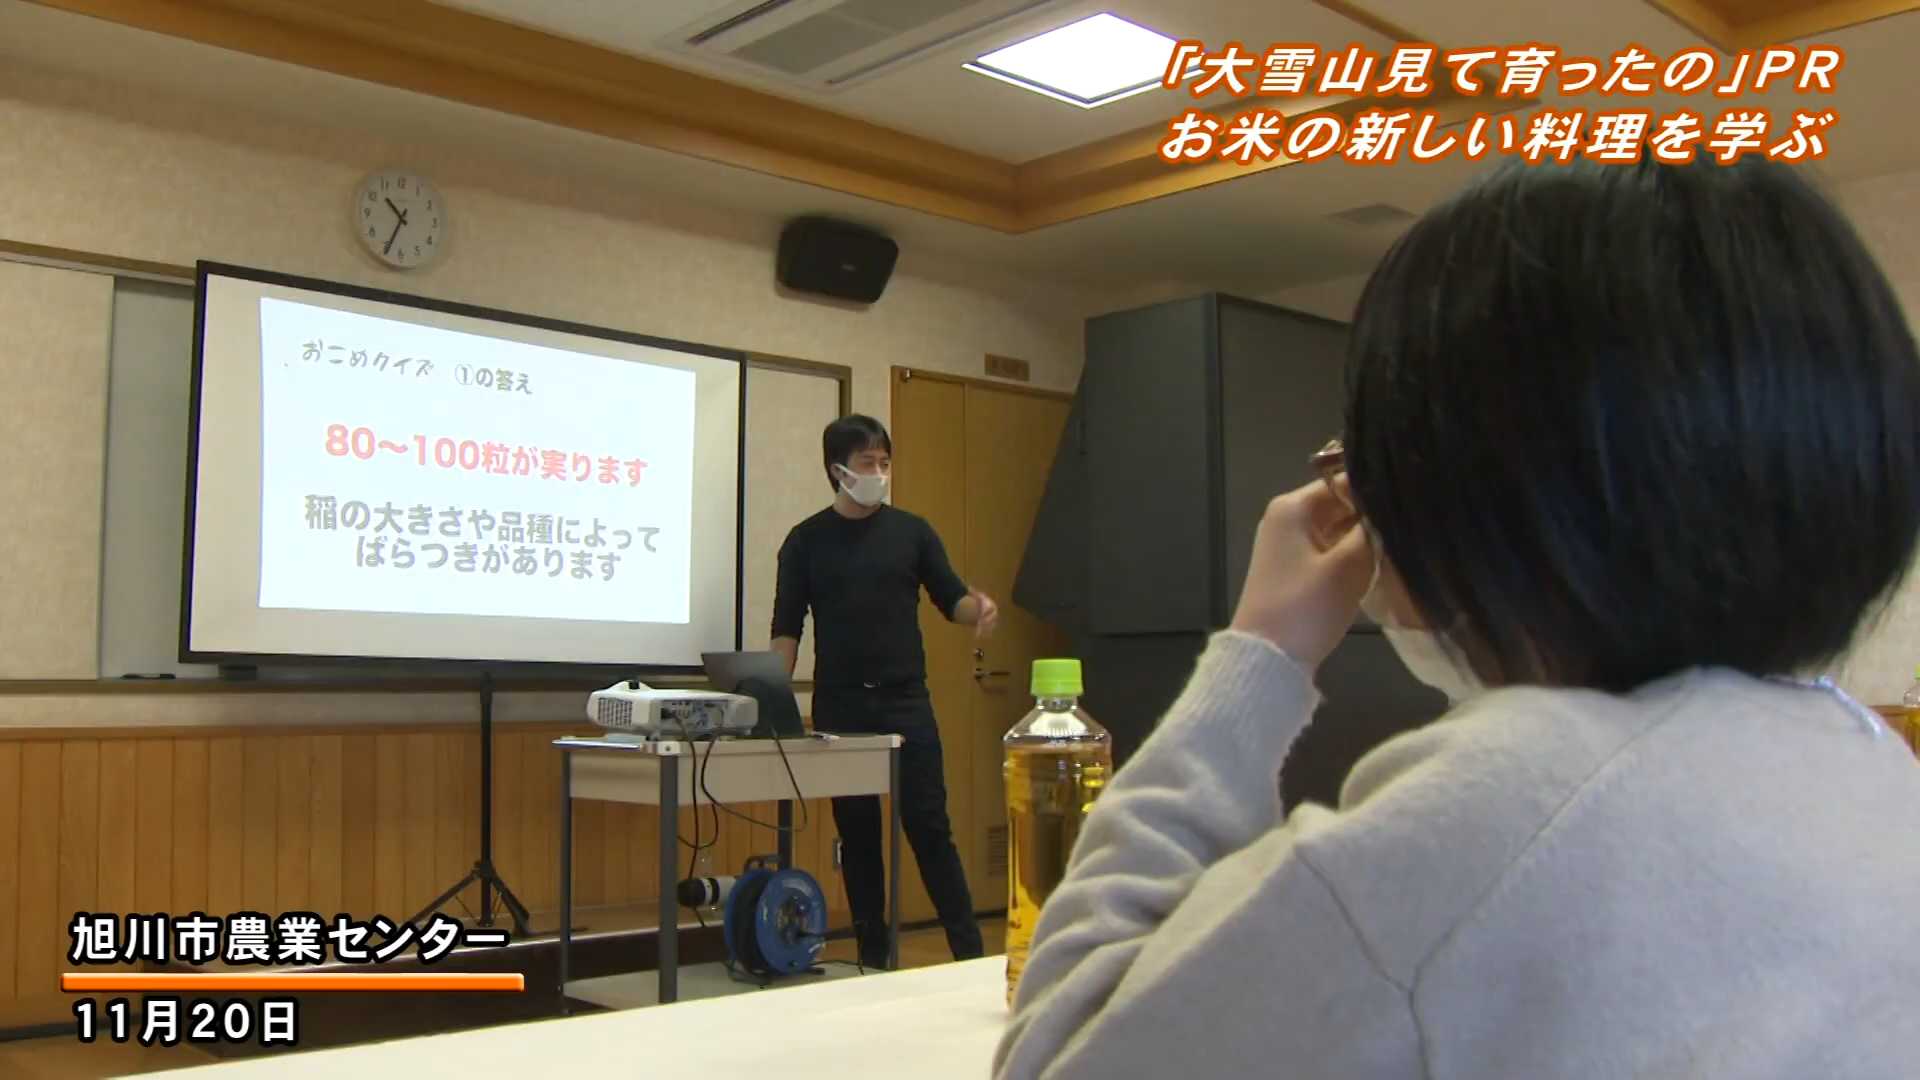 「大雪山見て育ったの」PR
お米の新しい料理を学ぶ
おこめクイズ ①の答え
80〜100粒が実ります
稲の大きさや品種によって
ばらつきがあります
旭川市農業センター
11月20日